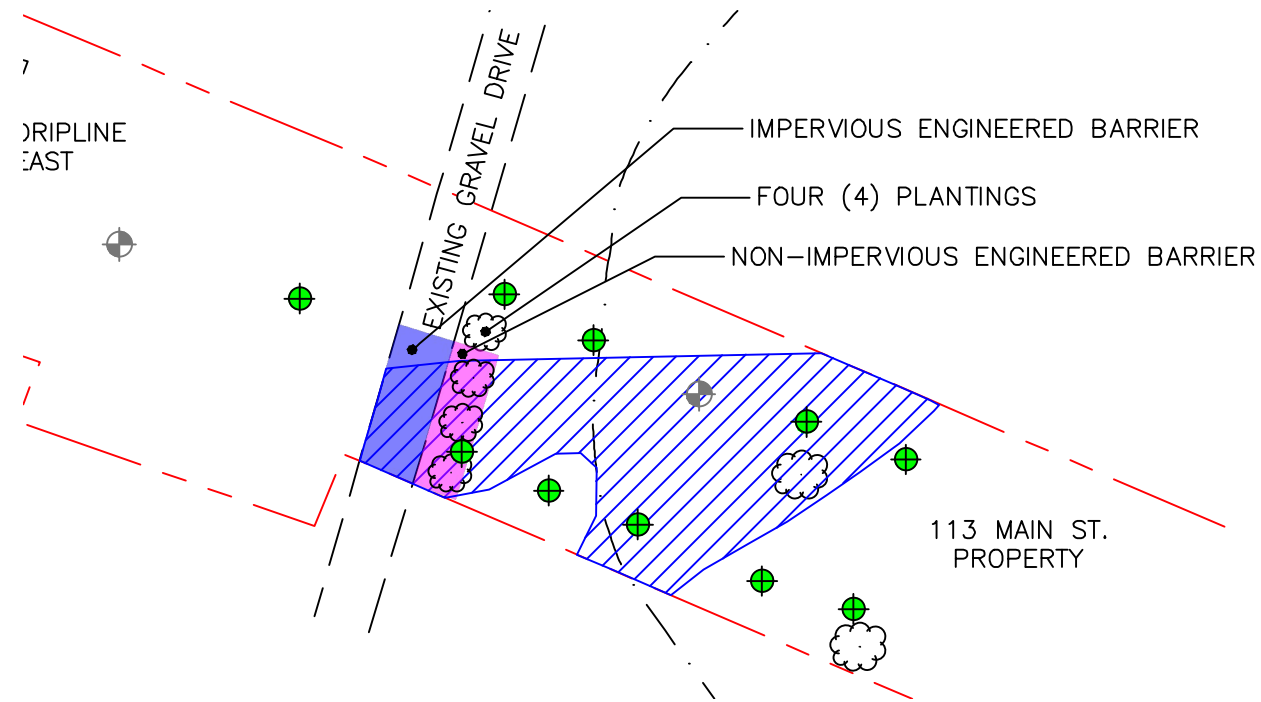 EXISTING GRAVEL DRIVE
IMPERVIOUS ENGINEERED BARRIER
FOUR (4) PLANTINGS
NON-IMPERVIOUS ENGINEERED BARRIER
DRIPLINE
EAST
113 MAIN ST.
PROPERTY